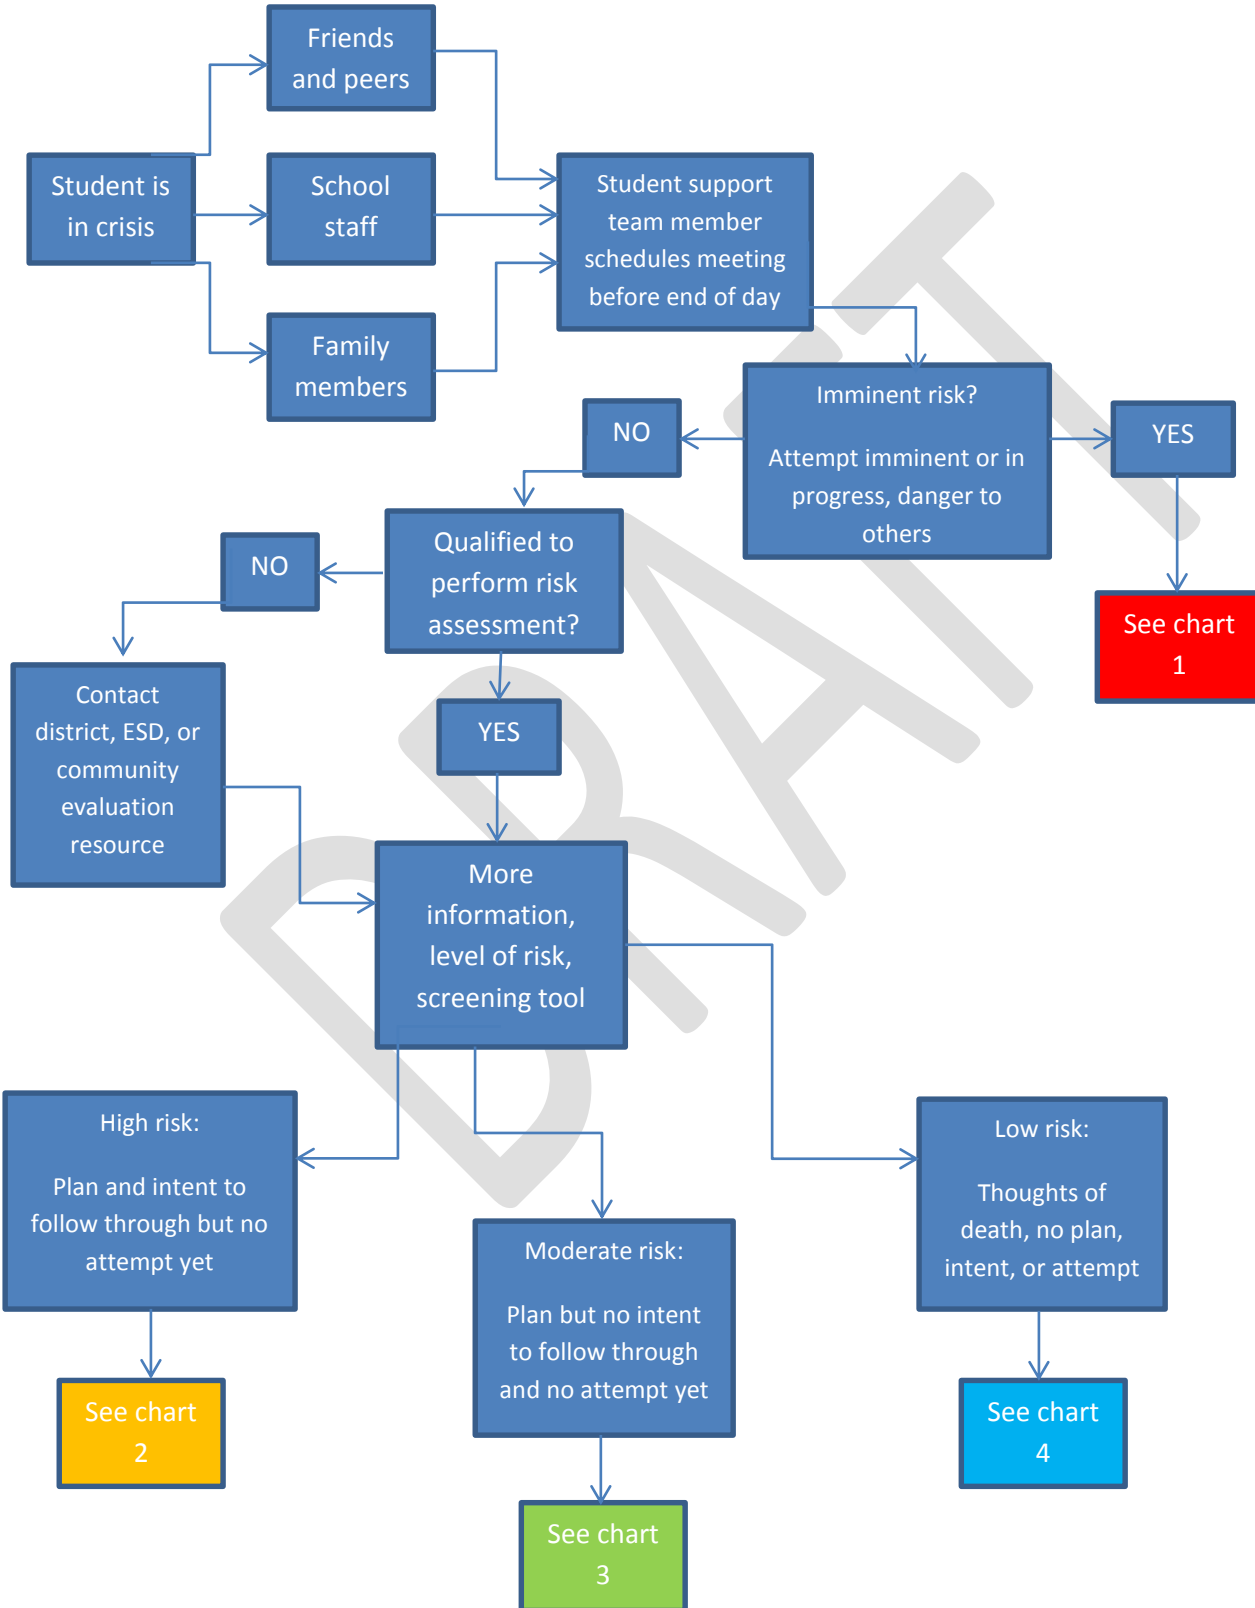 Friends
and peers
Student is
in crisis
School
staff
Family
members
Student support
team member
schedules meeting
before end of day
Imminent risk?
Attempt imminent or in
progress, danger to
others
NO
YES
See chart
1
Qualified to
perform risk
assessment?
NO
YES
Contact
district, ESD, or
community
evaluation
resource
More
information,
level of risk,
screening tool
High risk:
Plan and intent to
follow through but no
attempt yet
Moderate risk:
Plan but no intent
to follow through
and no attempt yet
Low risk:
Thoughts of
death, no plan,
intent, or attempt
See chart
2
See chart
3
See chart
4
DRAFT